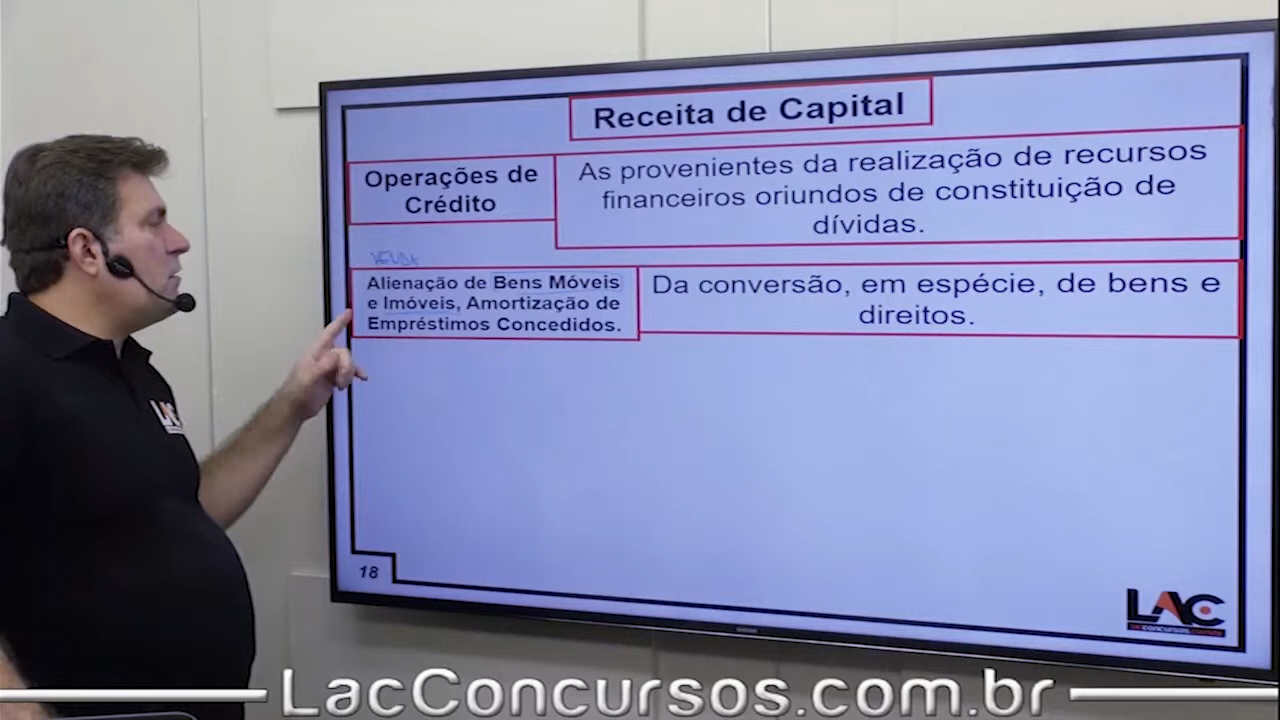 Receita de Capital
Operações de
Crédito
As provenientes da realização de recursos
financeiros oriundos de constituição de
dívidas.
VENDA
Alienação de Bens Móveis
e Imóveis, Amortização de
Empréstimos Concedidos.
Da conversão, em espécie, de bens e
direitos.
18
LAC
LAC
LacConcursos.com.br